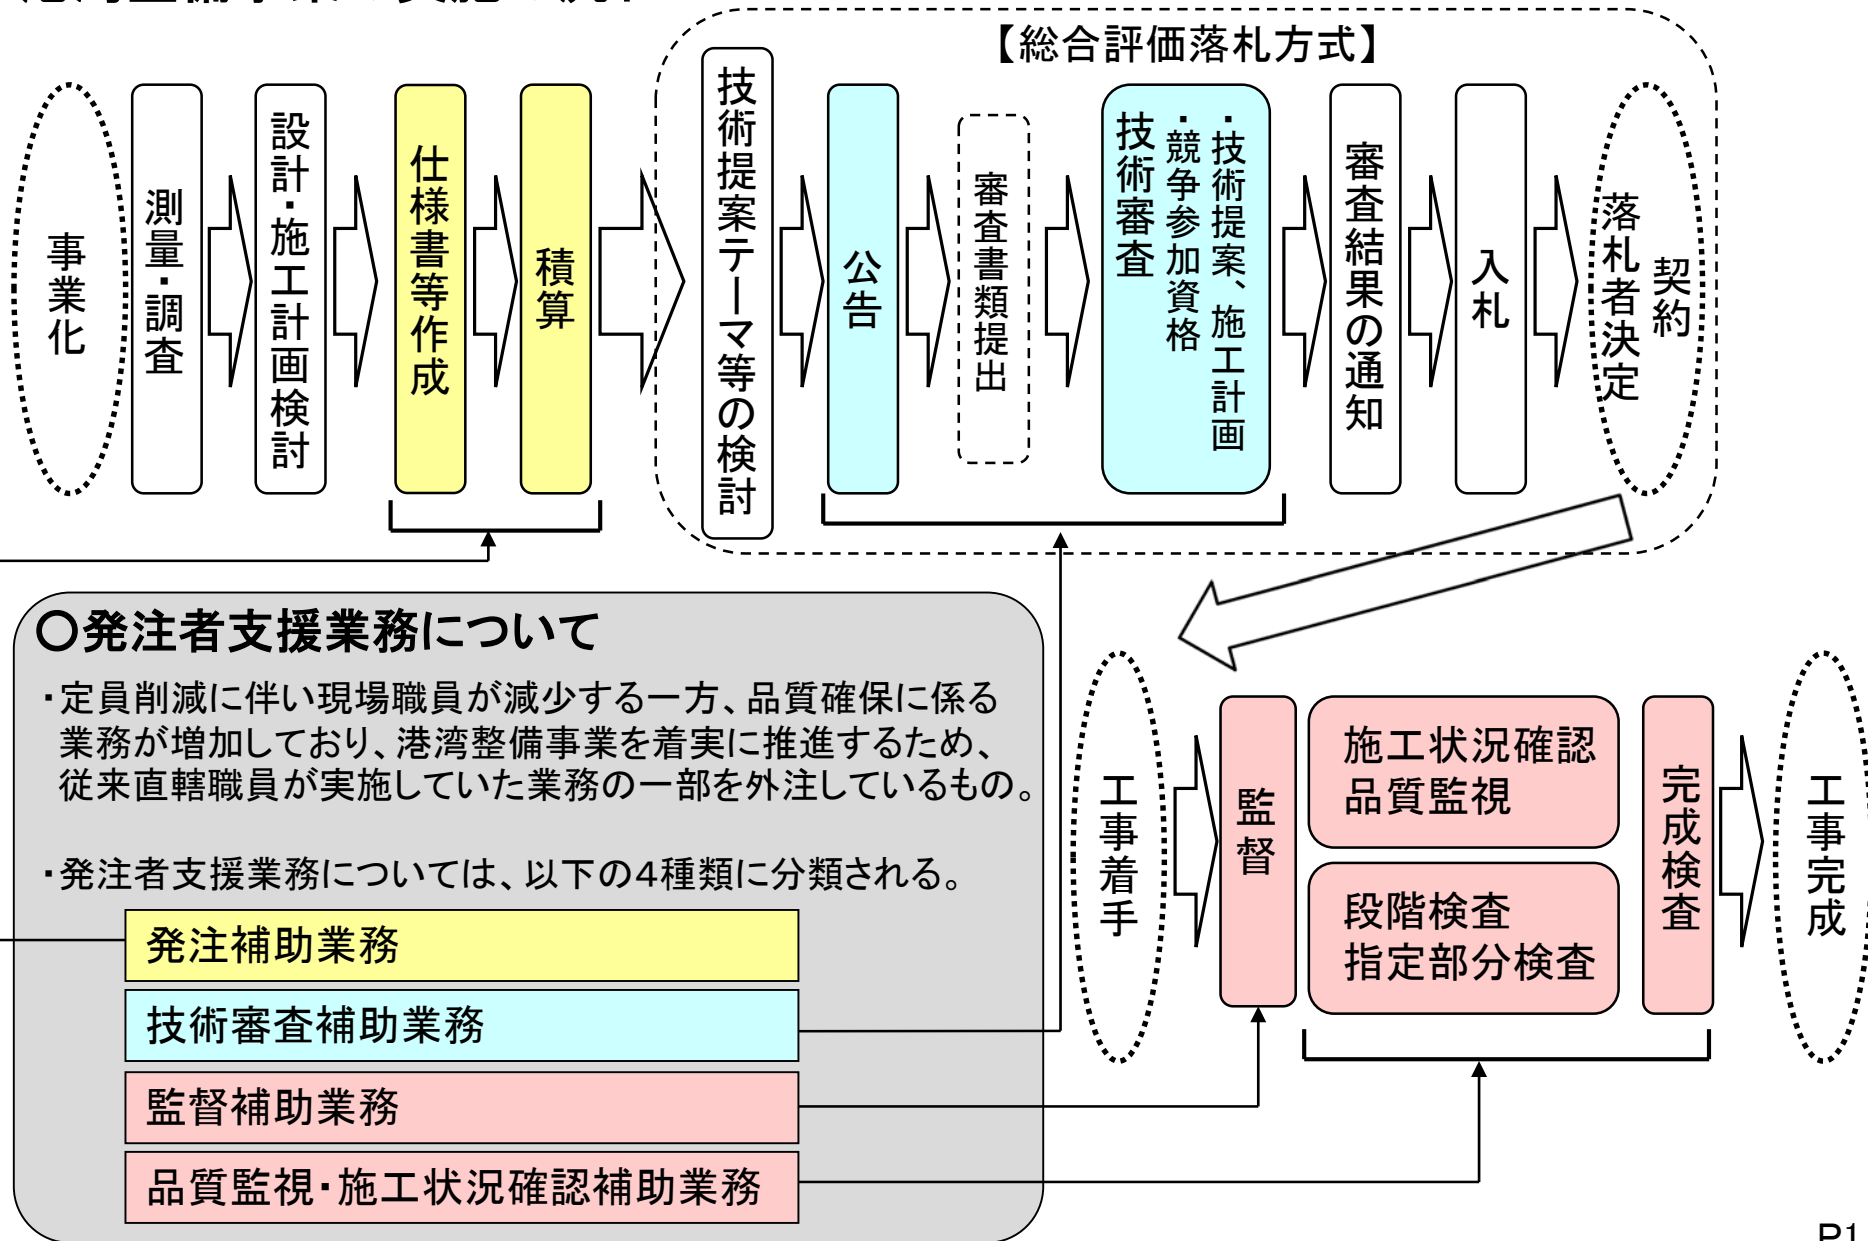 【総合評価落札方式】
事業化
測量・調査
設計・施工計画検討
仕様書等作成
積算
技術提案テーマ等の検討
公告
審査書類提出
・技術提案、施工計画
・競争参加資格
技術審査
審査結果の通知
入札
契約
落札者決定
〇発注者支援業務について
・定員削減に伴い現場職員が減少する一方、品質確保に係る
業務が増加しており、港湾整備事業を着実に推進するため、
従来直轄職員が実施していた業務の一部を外注しているもの。
・発注者支援業務については、以下の4種類に分類される。
発注補助業務
技術審査補助業務
監督補助業務
品質監視・施工状況確認補助業務
工事着手
監督
施工状況確認
品質監視
段階検査
指定部分検査
完成検査
工事完成
P1